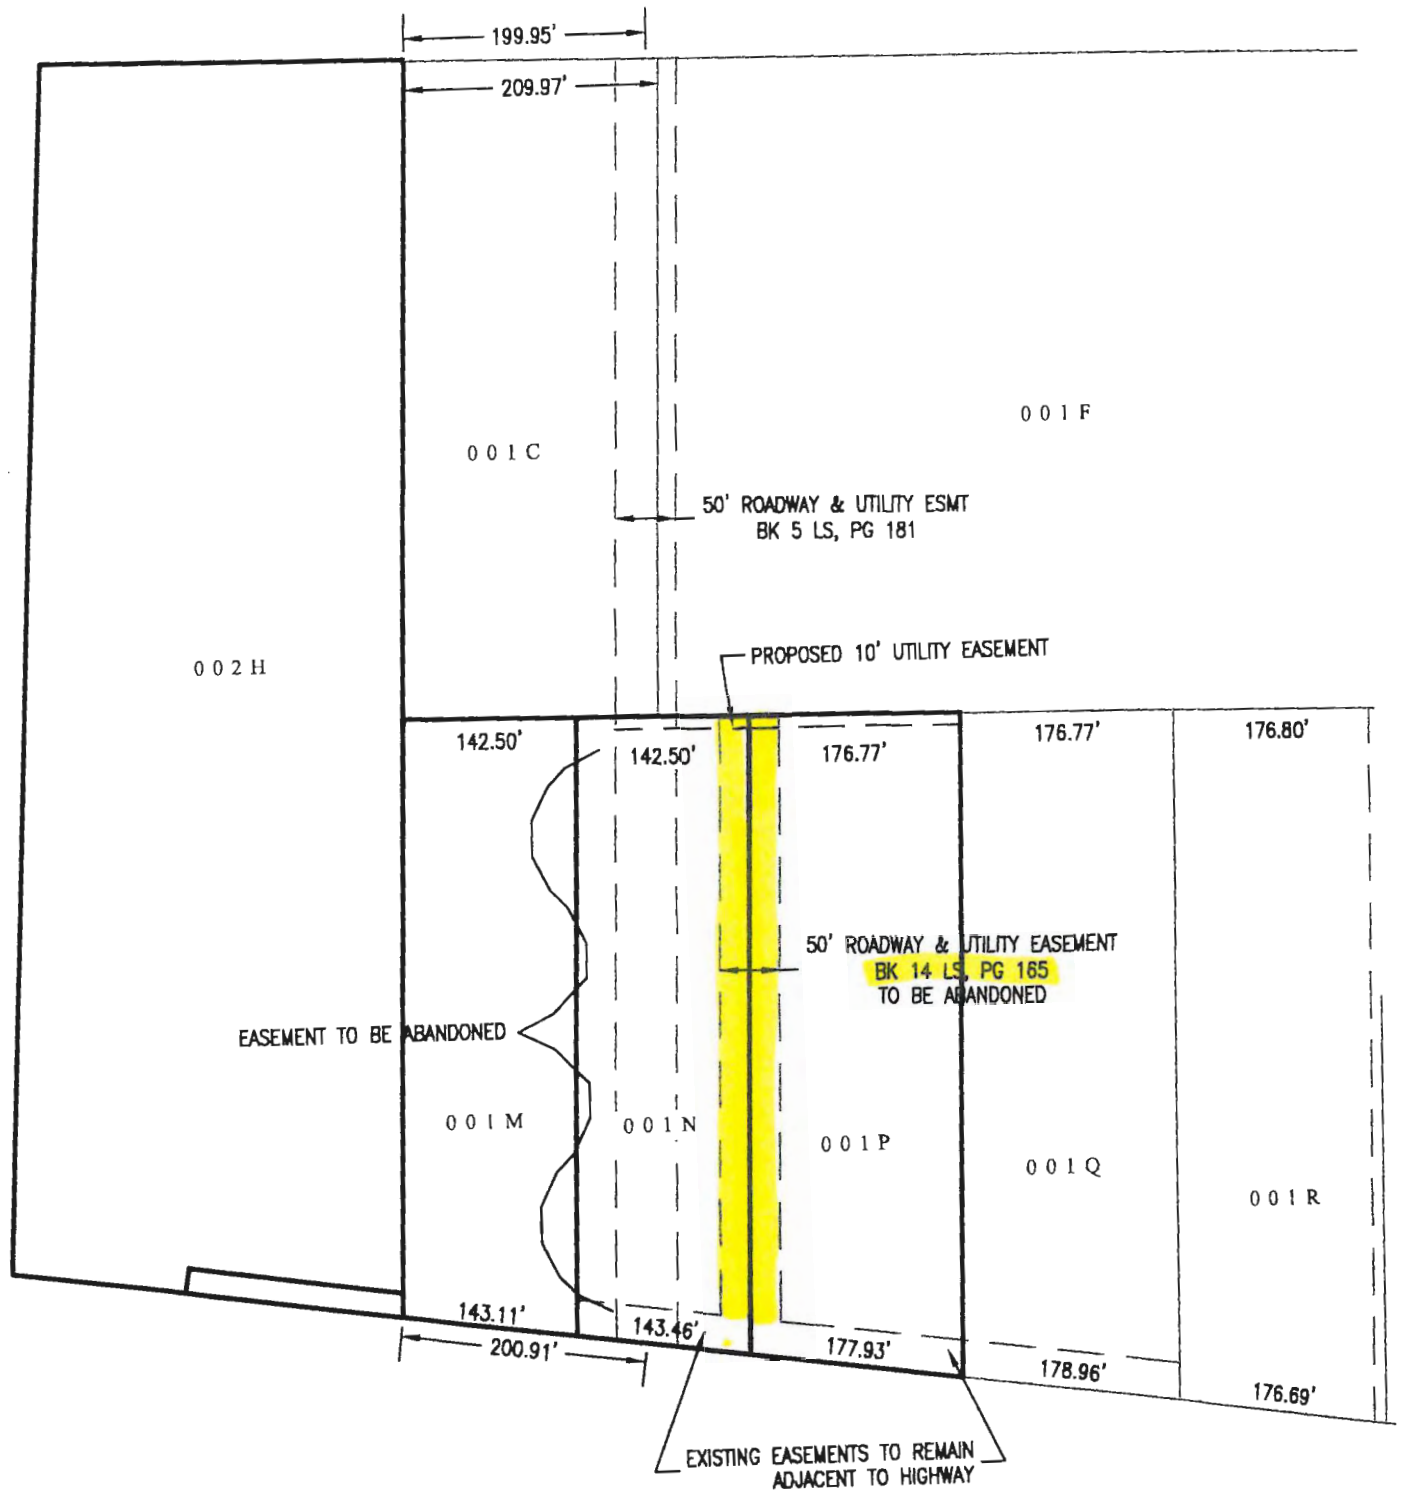 199.95'
209.97'
001F
001C
50' ROADWAY & UTILITY ESMT
BK 5 LS, PG 181
PROPOSED 10' UTILITY EASEMENT
002H
142.50'
142.50'
176.77'
176.77'
176.80'
50' ROADWAY & UTILITY EASEMENT
BK 14 LS, PG 165
TO BE ABANDONED
EASEMENT TO BE ABANDONED
001M
001N
001P
001Q
001R
143.11'
143.46'
177.93'
178.96'
176.69'
200.91'
EXISTING EASEMENTS TO REMAIN
ADJACENT TO HIGHWAY